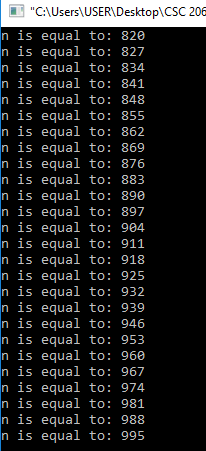 "C:\Users\USER\Desktop\CSC 206
n is equal to: 820
n is equal to: 827
n is equal to: 834
n is equal to: 841
n is equal to: 848
n is equal to: 855
n is equal to: 862
n is equal to: 869
n is equal to: 876
n is equal to: 883
n is equal to: 890
n is equal to: 897
n is equal to: 904
n is equal to: 911
n is equal to: 918
n is equal to: 925
n is equal to: 932
n is equal to: 939
n is equal to: 946
n is equal to: 953
n is equal to: 960
n is equal to: 967
n is equal to: 974
n is equal to: 981
n is equal to: 988
n is equal to: 995